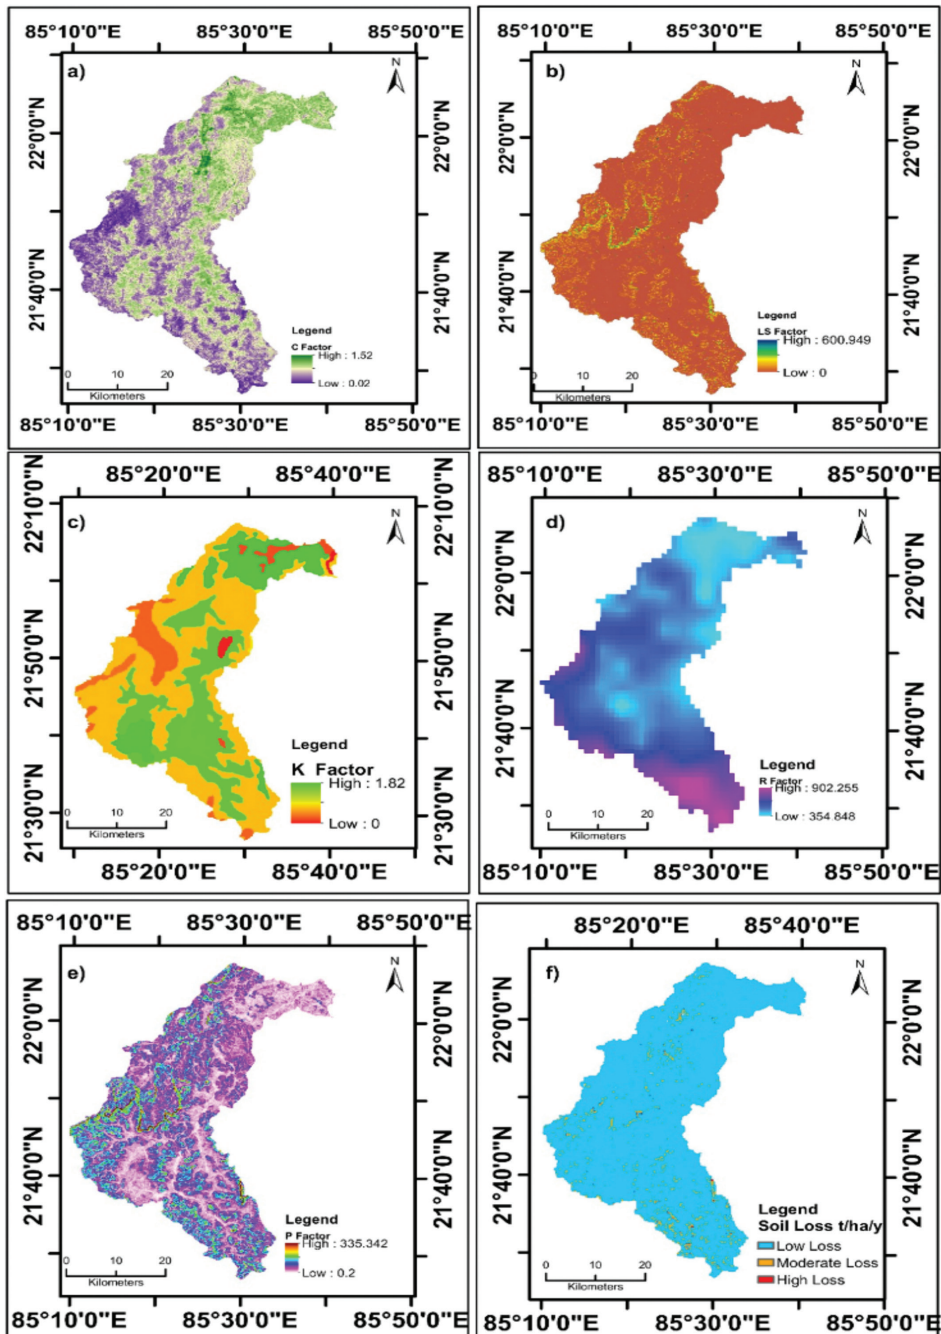 85°10'0"E 85°30'0"E 85°50'0"E
a)
N
22°0'0"N
22°0'0"N
21°40'0"N
21°40'0"N
Legend
C Factor
High : 1.52
Low : 0.02
0 10 20
Kilometers
85°10'0"E 85°30'0"E 85°50'0"E
85°10'0"E 85°30'0"E 85°50'0"E
b)
N
22°0'0"N
22°0'0"N
21°40'0"N
21°40'0"N
Legend
LS Factor
High : 600.949
Low : 0
0 5 10 20
Kilometers
85°10'0"E 85°30'0"E 85°50'0"E
85°20'0"E 85°40'0"E
c)
N
22°10'0"N
22°10'0"N
21°50'0"N
21°50'0"N
21°30'0"N
21°30'0"N
Legend
K Factor
High : 1.82
Low : 0
0 10 20
Kilometers
85°20'0"E 85°40'0"E
85°10'0"E 85°30'0"E 85°50'0"E
d)
N
22°0'0"N
22°0'0"N
21°40'0"N
21°40'0"N
Legend
R Factor
High : 902.255
Low : 354.848
0 10 20
Kilometers
85°10'0"E 85°30'0"E 85°50'0"E
85°10'0"E 85°30'0"E 85°50'0"E
e)
N
22°0'0"N
22°0'0"N
21°40'0"N
21°40'0"N
Legend
P Factor
High : 335.342
Low : 0.2
0 10 20
Kilometers
85°10'0"E 85°30'0"E 85°50'0"E
85°20'0"E 85°40'0"E
f)
N
22°0'0"N
22°0'0"N
21°40'0"N
21°40'0"N
Legend
Soil Loss t/ha/y
Low Loss
Moderate Loss
High Loss
0 10 20
Kilometers
85°10'0"E 85°30'0"E 85°50'0"E